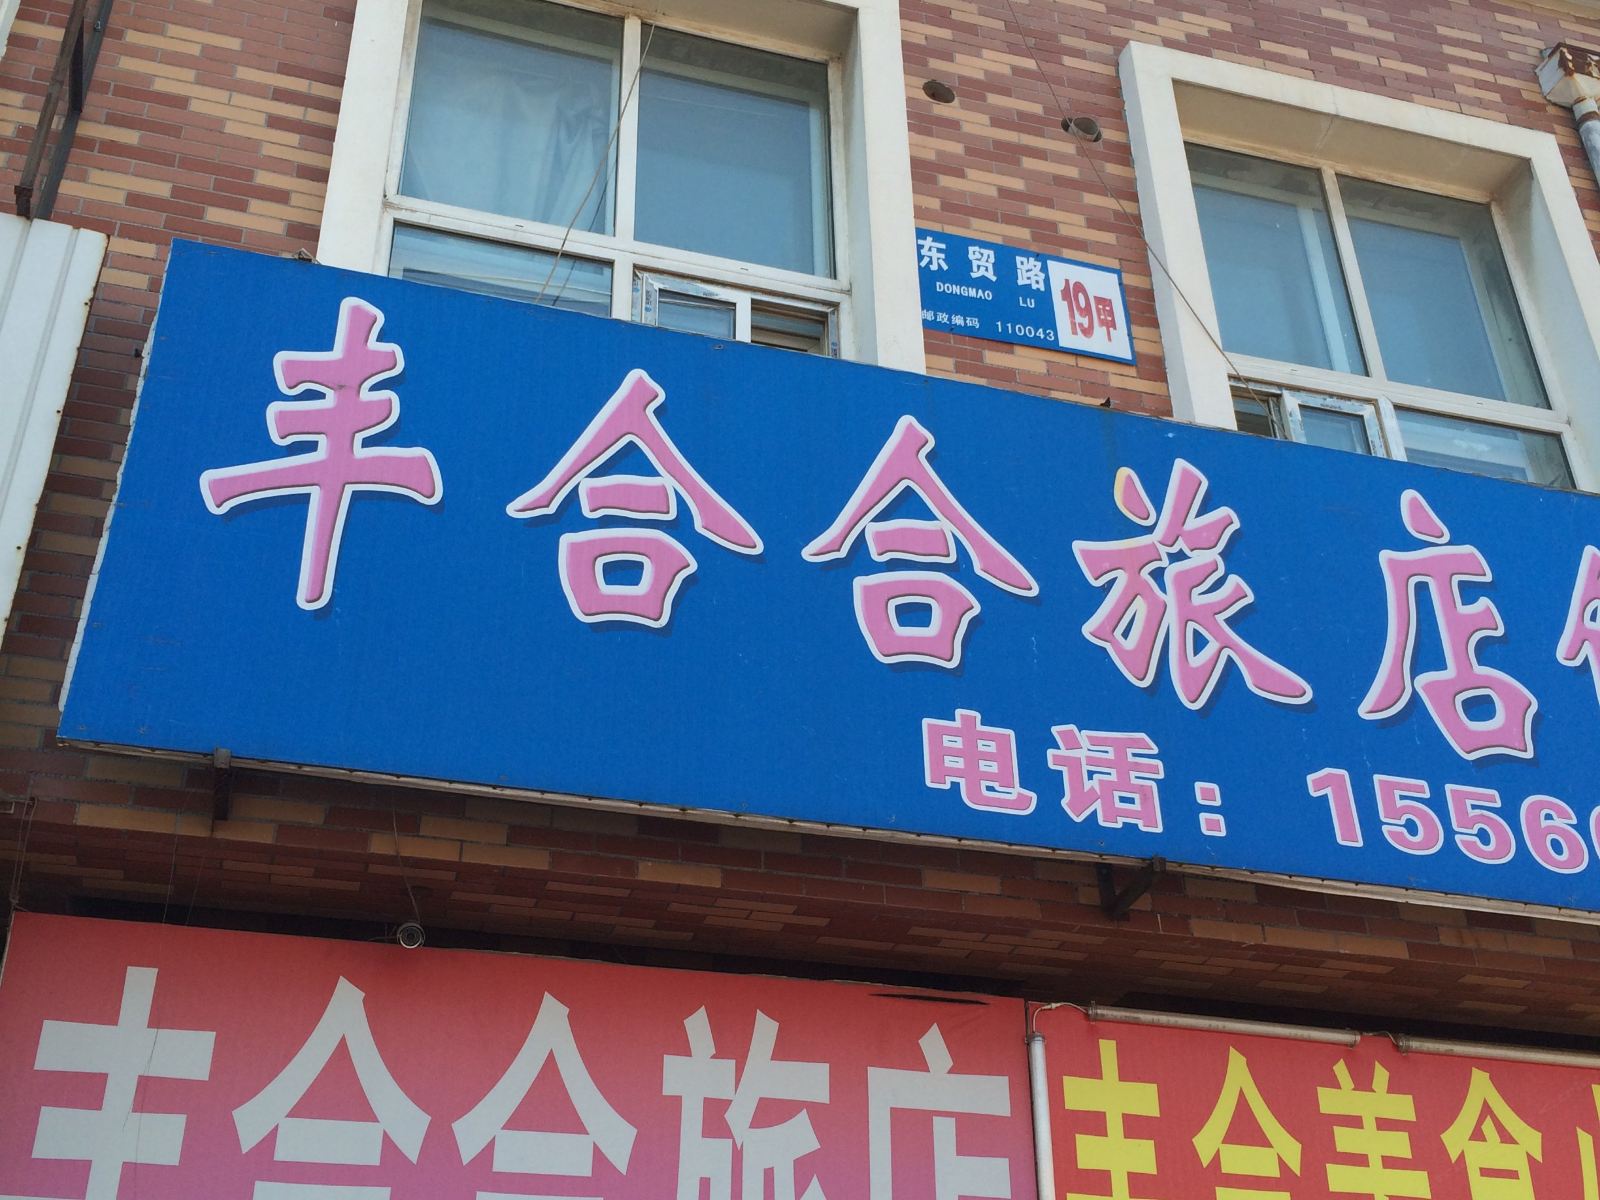 东贸路
DONGMAO LU
19甲
邮政编码 110043
丰合合旅店
电话：1556
丰合合旅店
丰合美食